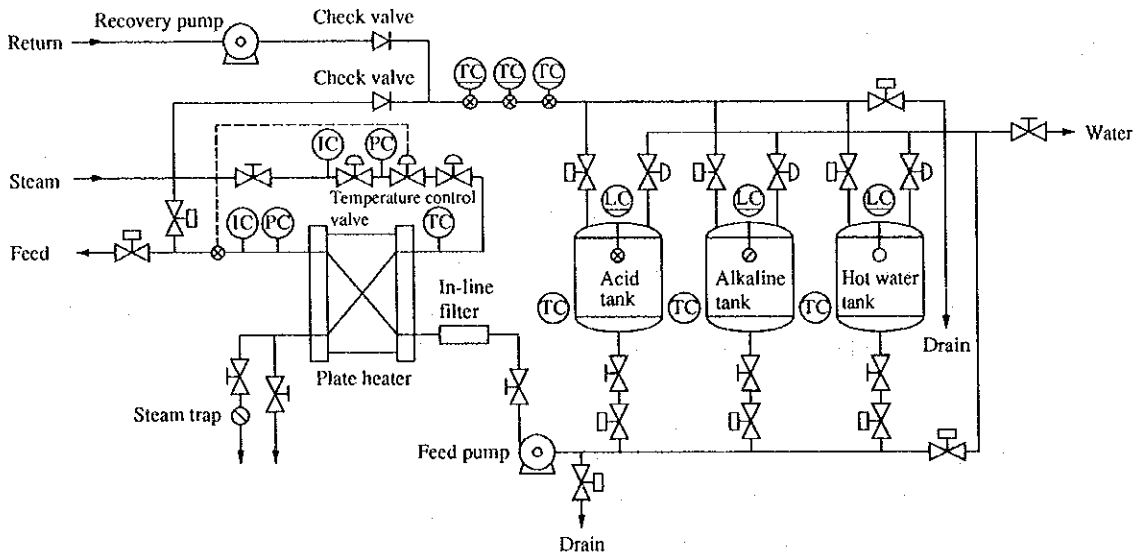 Recovery pump
Check valve
Return
TC TC TC
Check valve
Water
IC PC
Steam
Temperature control
valve
LC LC LC
IC PC TC
Feed
In-line
filter
Acid
tank
Alkaline
tank
Hot water
tank
TC TC TC
Drain
Plate heater
Steam trap
Feed pump
Drain